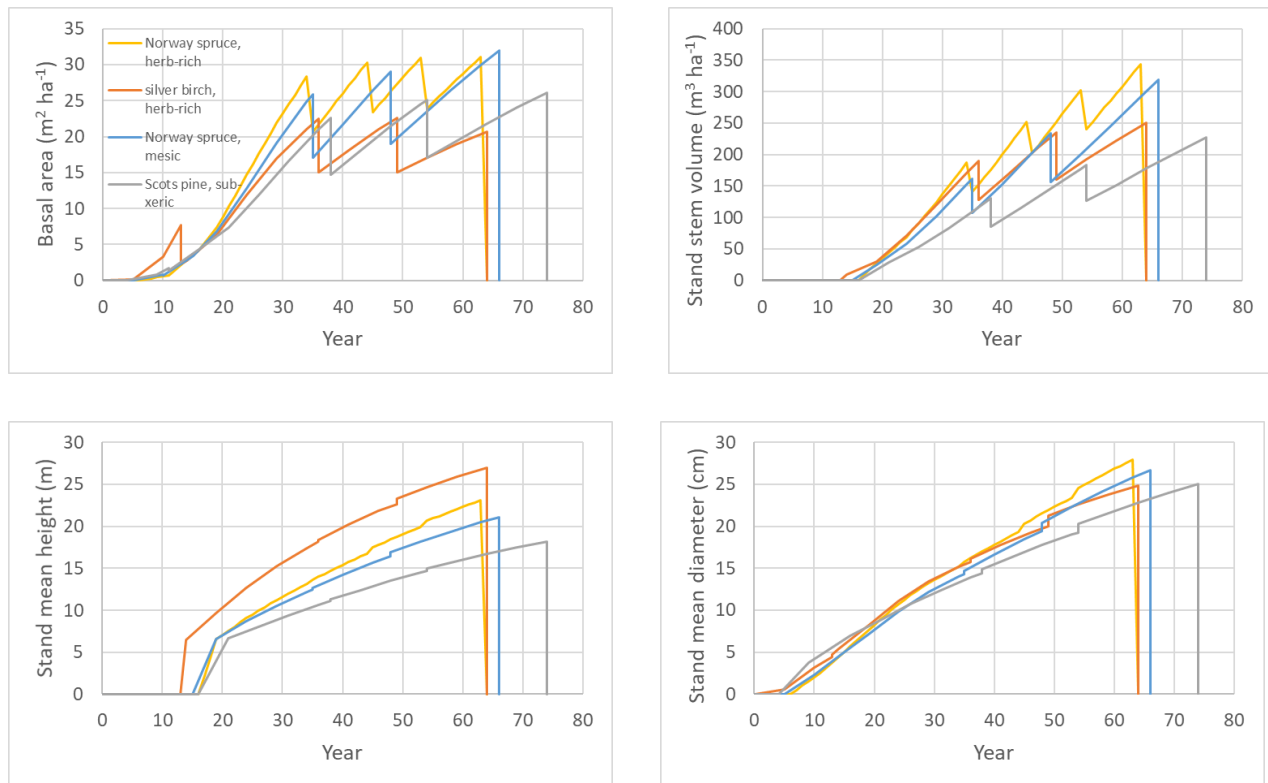 Basal area (m² ha⁻¹)
35
30
25
20
15
10
5
0
Norway spruce,
herb-rich
silver birch,
herb-rich
Norway spruce,
mesic
Scots pine, sub-
xeric
0 10 20 30 40 50 60 70 80
Year
Stand stem volume (m³ ha⁻¹)
400
350
300
250
200
150
100
50
0
0 10 20 30 40 50 60 70 80
Year
Stand mean height (m)
30
25
20
15
10
5
0
0 10 20 30 40 50 60 70 80
Year
Stand mean diameter (cm)
30
25
20
15
10
5
0
0 10 20 30 40 50 60 70 80
Year